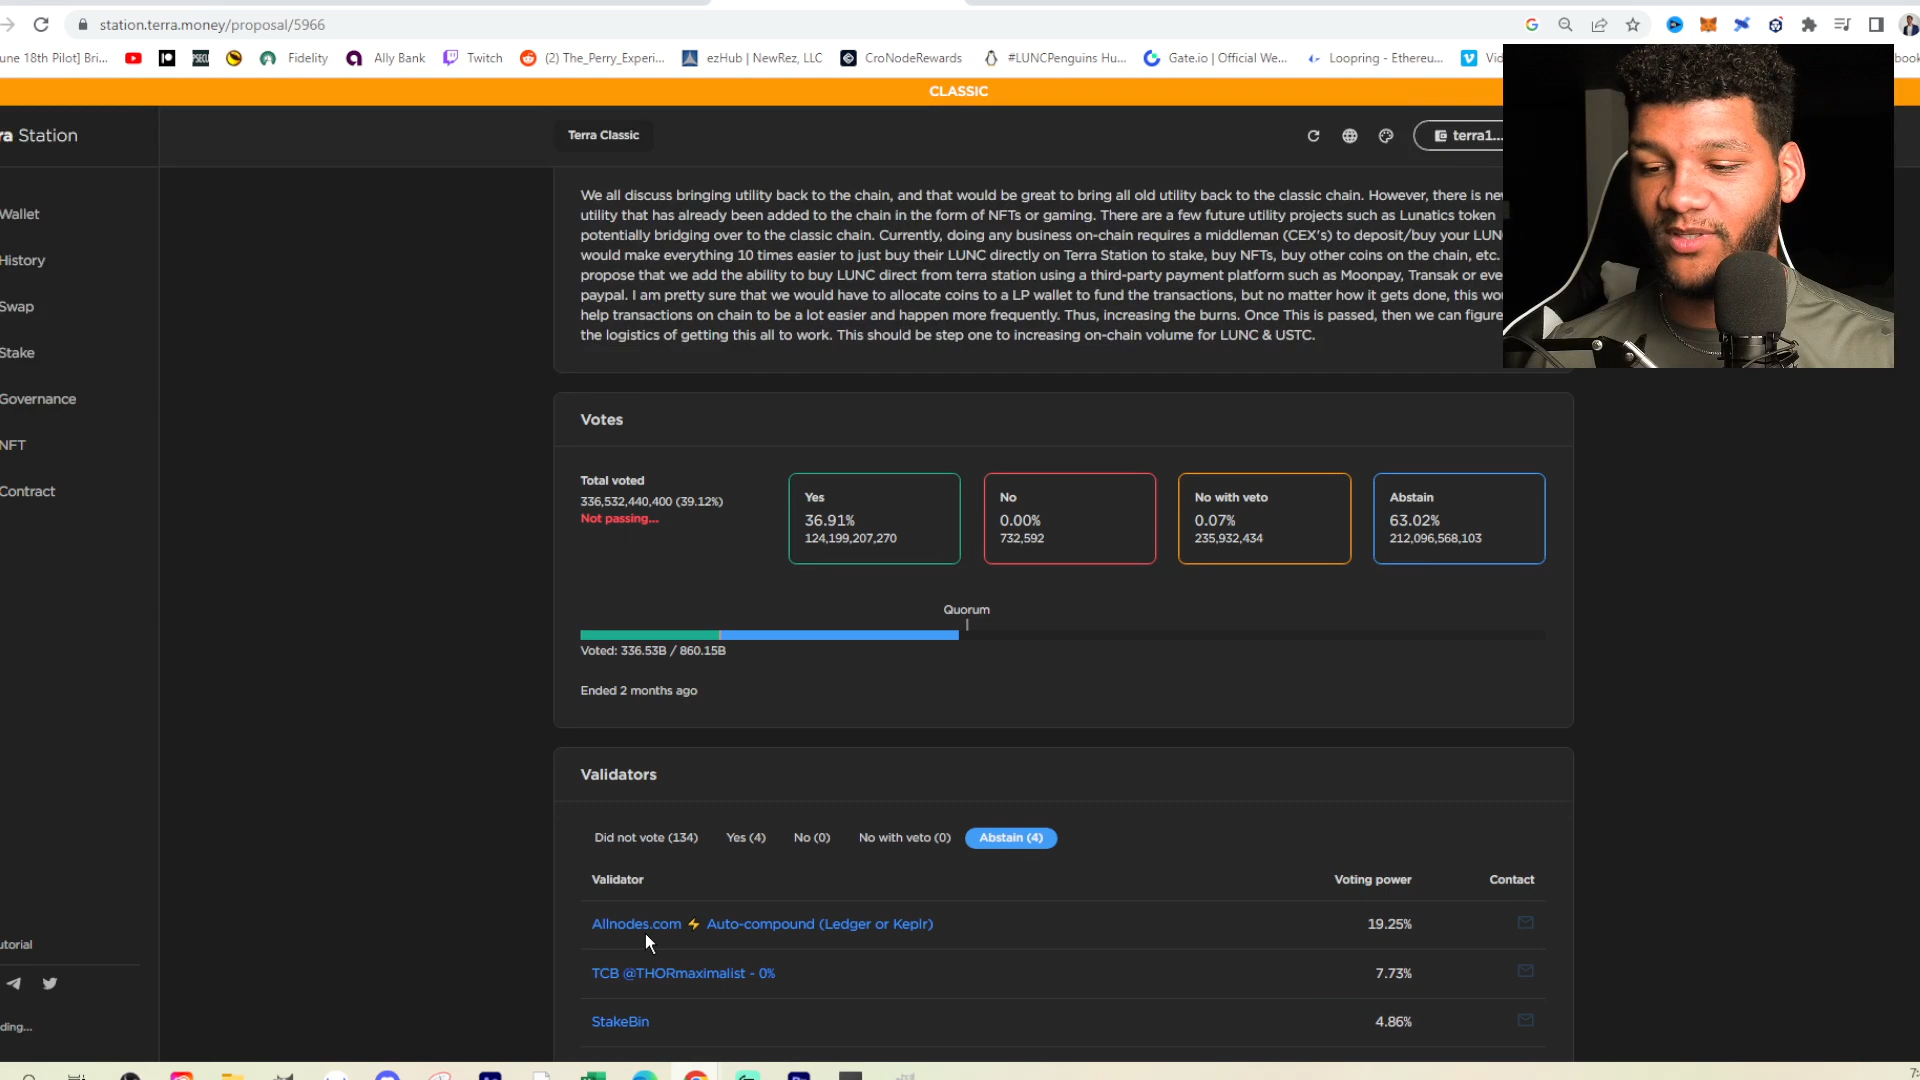 station.terra.money/proposal/5966
une 18th Pilot] Bri...
Fidelity
Ally Bank
Twitch
(2) The_Perry_Experi...
ezHub | NewRez, LLC
CroNodeRewards
#LUNCPenguins Hu...
Gate.io | Official We...
Loopring - Ethereu...
Vid
book
CLASSIC
ra Station
Terra Classic
terra1...
Wallet
History
Swap
Stake
Governance
NFT
Contract
utorial
ding...
We all discuss bringing utility back to the chain, and that would be great to bring all old utility back to the classic chain. However, there is nev
utility that has already been added to the chain in the form of NFTs or gaming. There are a few future utility projects such as Lunatics token
potentially bridging over to the classic chain. Currently, doing any business on-chain requires a middleman (CEX's) to deposit/buy your LUN
would make everything 10 times easier to just buy their LUNC directly on Terra Station to stake, buy NFTs, buy other coins on the chain, etc.
propose that we add the ability to buy LUNC direct from terra station using a third-party payment platform such as Moonpay, Transak or eve
paypal. I am pretty sure that we would have to allocate coins to a LP wallet to fund the transactions, but no matter how it gets done, this wou
help transactions on chain to be a lot easier and happen more frequently. Thus, increasing the burns. Once This is passed, then we can figure
the logistics of getting this all to work. This should be step one to increasing on-chain volume for LUNC & USTC.
Votes
Total voted
336,532,440,400 (39.12%)
Not passing...
Yes
36.91%
124,199,207,270
No
0.00%
732,592
No with veto
0.07%
235,932,434
Abstain
63.02%
212,096,568,103
Quorum
Voted: 336.53B / 860.15B
Ended 2 months ago
Validators
Did not vote (134) Yes (4) No (0) No with veto (0) Abstain (4)
Validator Voting power Contact
Allnodes.com ⚡ Auto-compound (Ledger or Keplr) 19.25%
TCB @THORmaximalist - 0% 7.73%
StakeBin 4.86%
7: